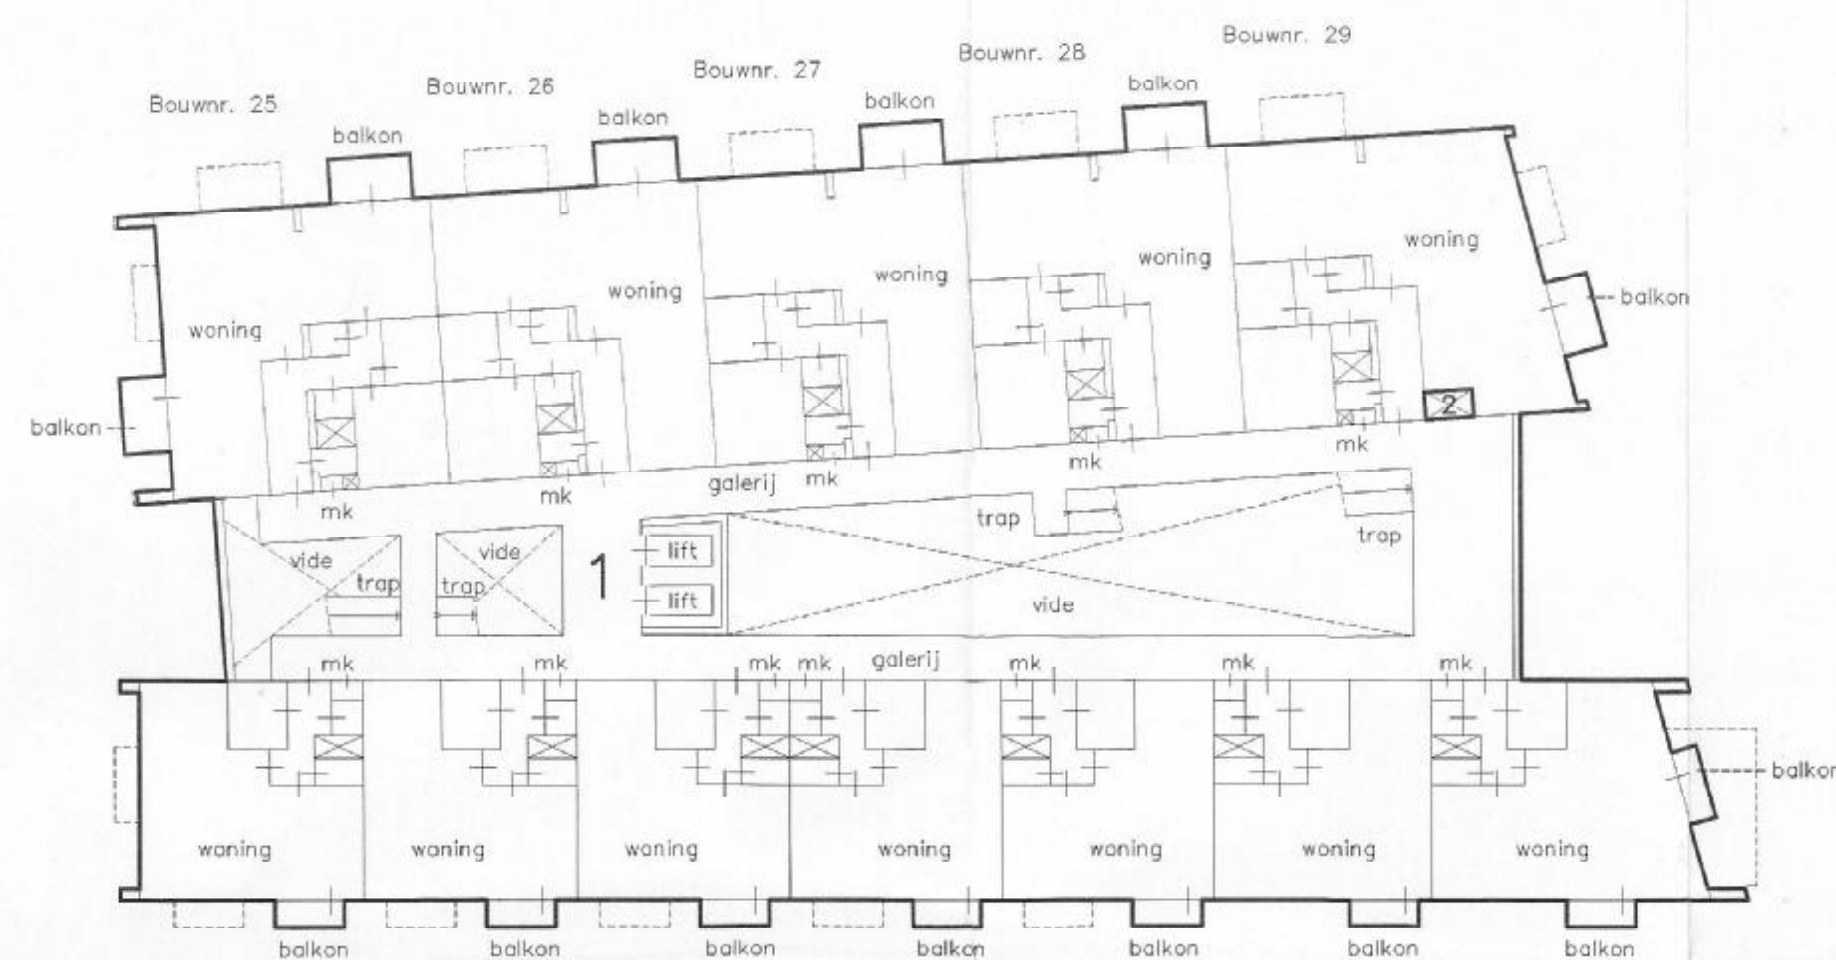 Bouwnr. 25
Bouwnr. 26
Bouwnr. 27
Bouwnr. 28
Bouwnr. 29
balkon
balkon
balkon
balkon
woning
woning
woning
woning
woning
balkon
balkon
2
mk
mk
galerij
mk
mk
mk
vide
trap
vide
trap
1
lift
lift
trap
trap
vide
mk
mk
mk
mk
galerij
mk
mk
mk
balkon
woning
woning
woning
woning
woning
woning
woning
balkon
balkon
balkon
balkon
balkon
balkon
balkon